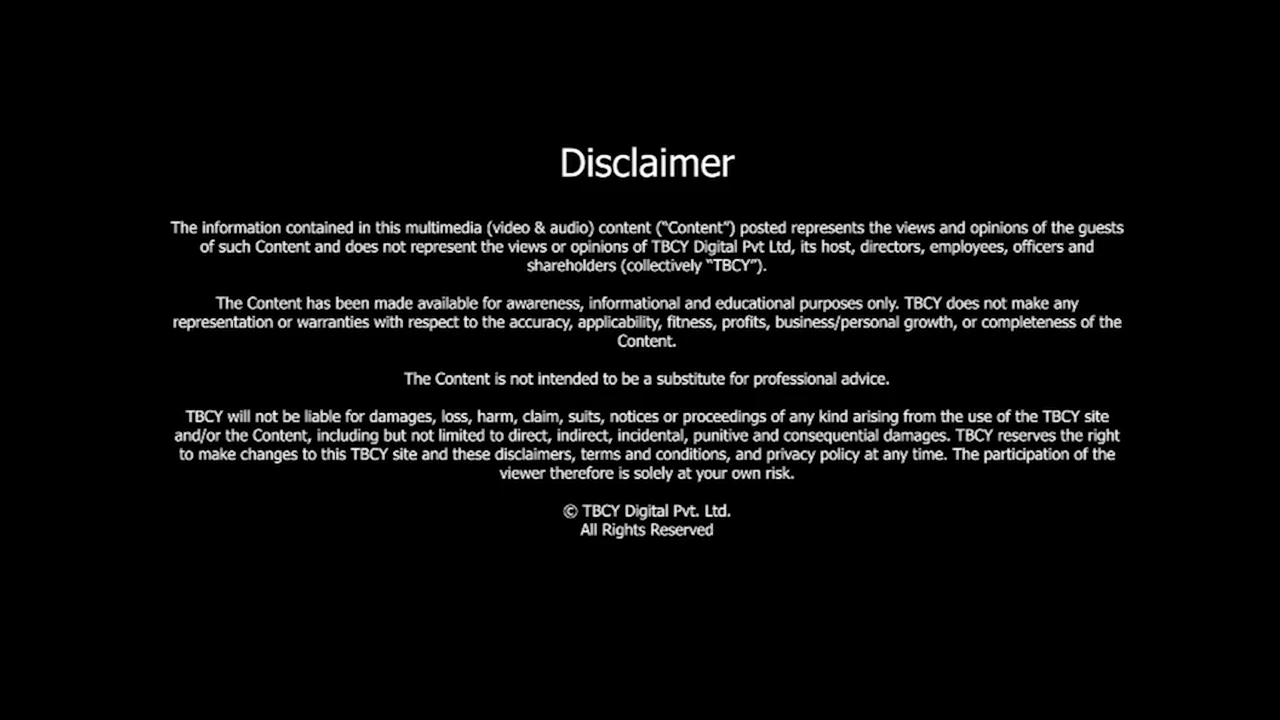 Disclaimer
The information contained in this multimedia (video & audio) content (“Content”) posted represents the views and opinions of the guests
of such Content and does not represent the views or opinions of TBCY Digital Pvt Ltd, its host, directors, employees, officers and
shareholders (collectively “TBCY”).
The Content has been made available for awareness, informational and educational purposes only. TBCY does not make any
representation or warranties with respect to the accuracy, applicability, fitness, profits, business/personal growth, or completeness of the
Content.
The Content is not intended to be a substitute for professional advice.
TBCY will not be liable for damages, loss, harm, claim, suits, notices or proceedings of any kind arising from the use of the TBCY site
and/or the Content, including but not limited to direct, indirect, incidental, punitive and consequential damages. TBCY reserves the right
to make changes to this TBCY site and these disclaimers, terms and conditions, and privacy policy at any time. The participation of the
viewer therefore is solely at your own risk.
© TBCY Digital Pvt. Ltd.
All Rights Reserved